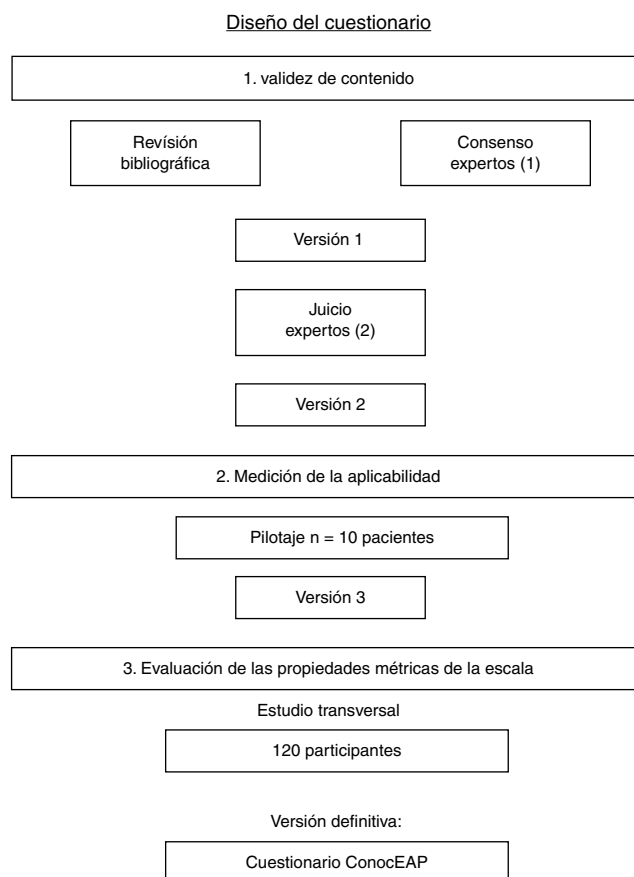 Diseño del cuestionario
1. validez de contenido
Revísión
bibliográfica
Consenso
expertos (1)
Versión 1
Juicio
expertos (2)
Versión 2
2. Medición de la aplicabilidad
Pilotaje n = 10 pacientes
Versión 3
3. Evaluación de las propiedades métricas de la escala
Estudio transversal
120 participantes
Versión definitiva:
Cuestionario ConocEAP